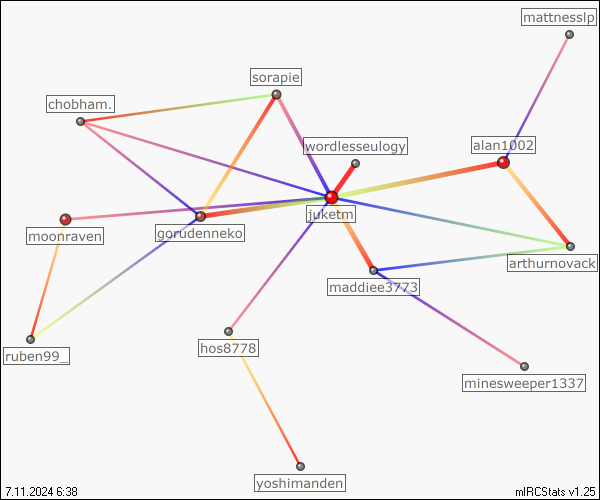 mattnesslp
sorapie
chobham.
wordlesseulogy
alan1002
juketm
moonraven
gorudenneko
arthurnovack
maddiee3773
ruben99_
hos8778
minesweeper1337
yoshimanden
7.11.2024 6:38
mIRCStats v1.25